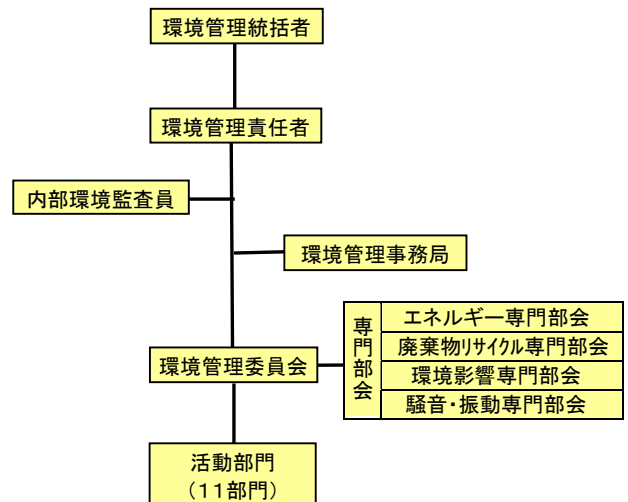 環境管理統括者
環境管理責任者
内部環境監査員
環境管理事務局
環境管理委員会
専門部会
エネルギー専門部会
廃棄物ﾘｻｲｸﾙ専門部会
環境影響専門部会
騒音・振動専門部会
活動部門
（１１部門）